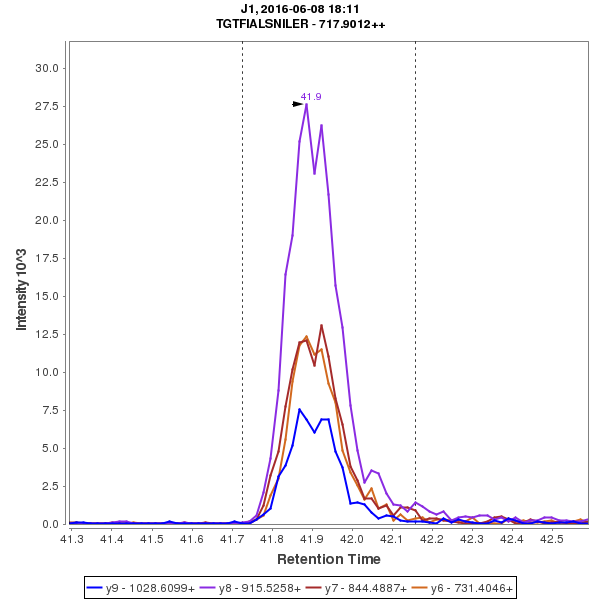 J1, 2016-06-08 18:11
TGTFIALSNILER - 717.9012++
41.9
30.0
27.5
25.0
22.5
20.0
17.5
15.0
12.5
10.0
7.5
5.0
2.5
0.0
Intensity 10^3
41.3 41.4 41.5 41.6 41.7 41.8 41.9 42.0 42.1 42.2 42.3 42.4 42.5
Retention Time
y9 - 1028.6099+ y8 - 915.5258+ y7 - 844.4887+ y6 - 731.4046+